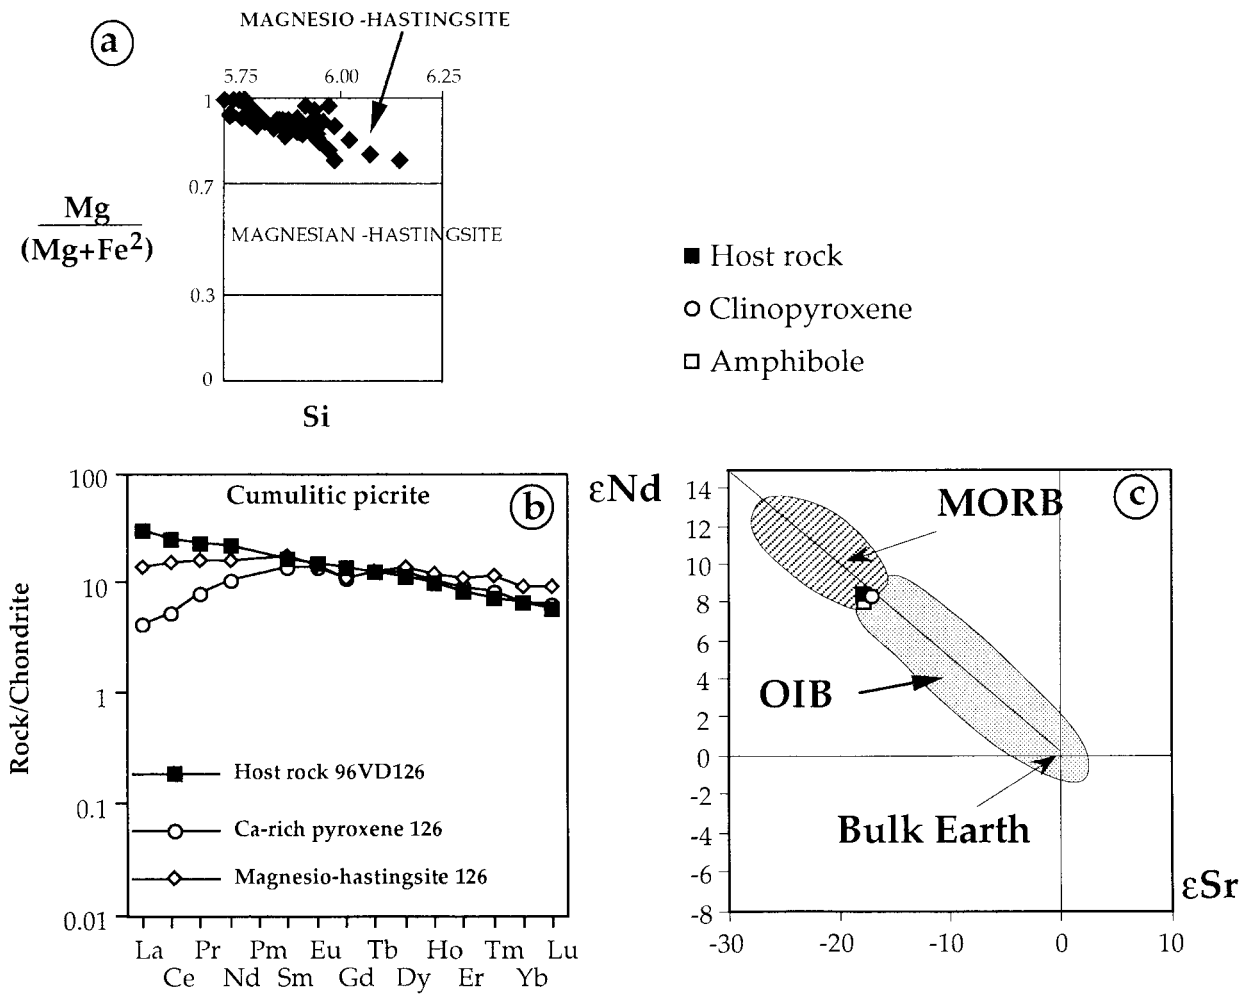 a
MAGNESIO -HASTINGSITE
5.75 6.00 6.25
1
0.7
0.3
0
Mg
(Mg+Fe²)
MAGNESIAN -HASTINGSITE
Si
Host rock
Clinopyroxene
Amphibole
100
10
1
0.1
0.01
Rock/Chondrite
Cumulitic picrite
b
Host rock 96VD126
Ca-rich pyroxene 126
Magnesio-hastingsite 126
La Pr Pm Eu Tb Ho Tm Lu
Ce Nd Sm Gd Dy Er Yb
εNd
14
12
10
8
6
4
2
0
-2
-4
-6
-8
MORB
c
OIB
Bulk Earth
εSr
-30 -20 -10 0 10